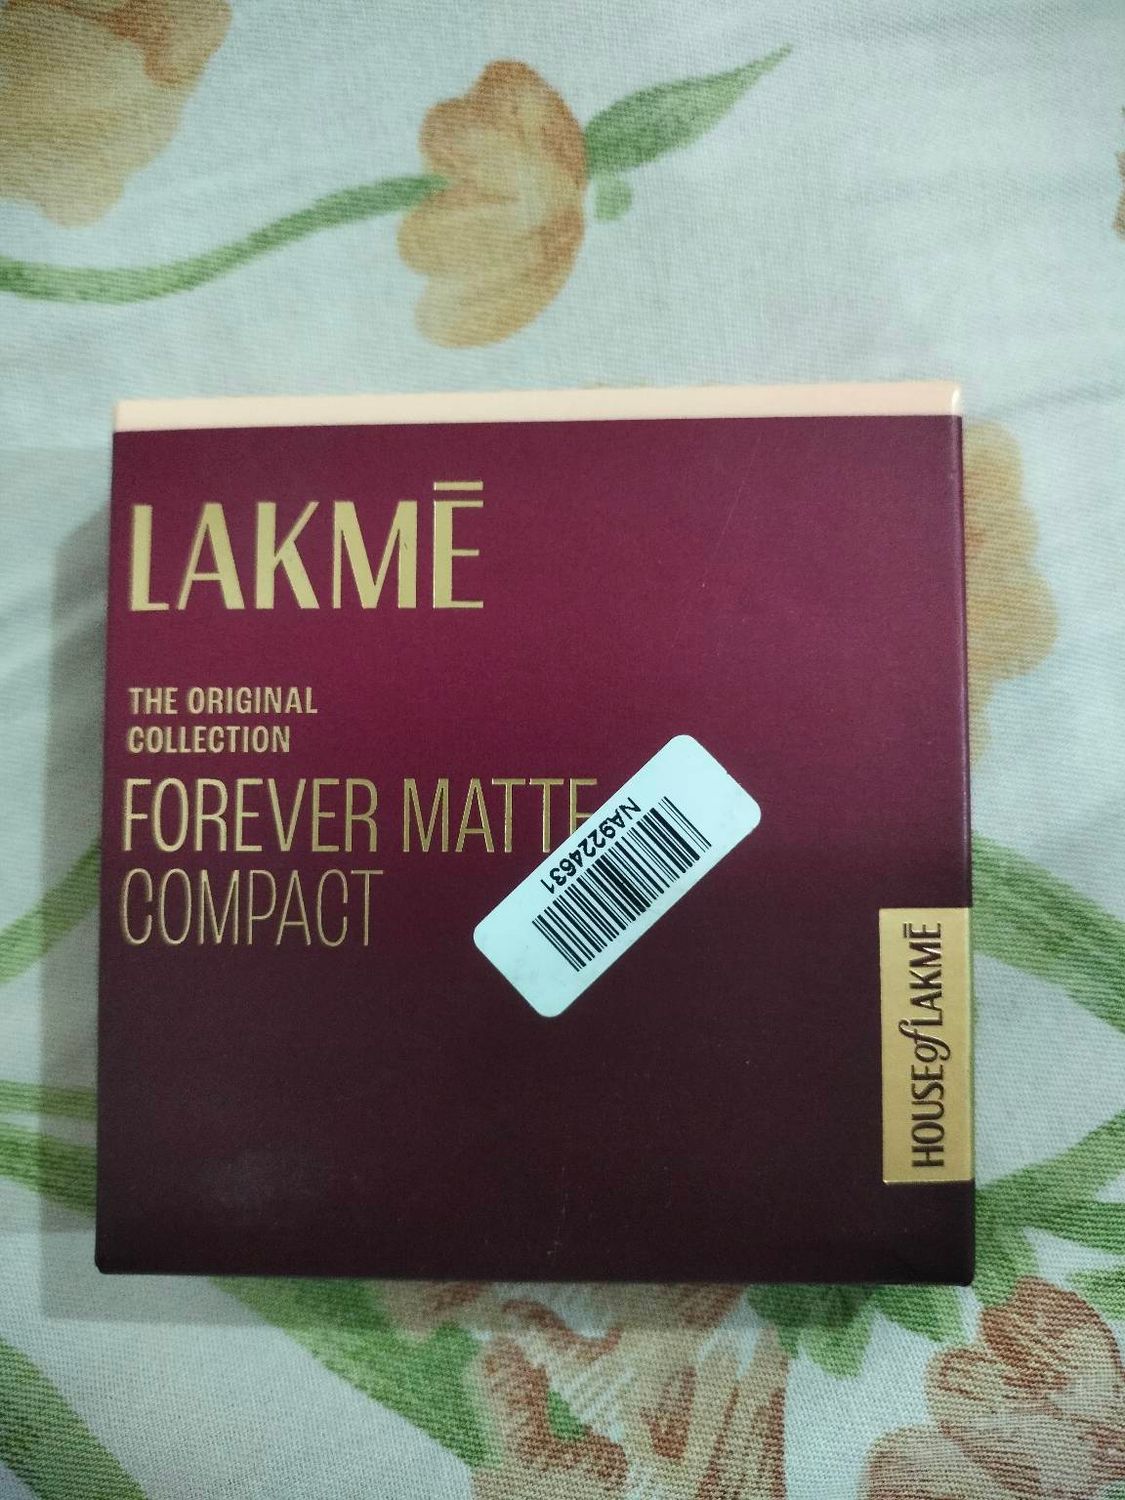 LAKMĒ
THE ORIGINAL
COLLECTION
FOREVER MATTE
COMPACT
NA9224631
HOUSE of LAKMĒ